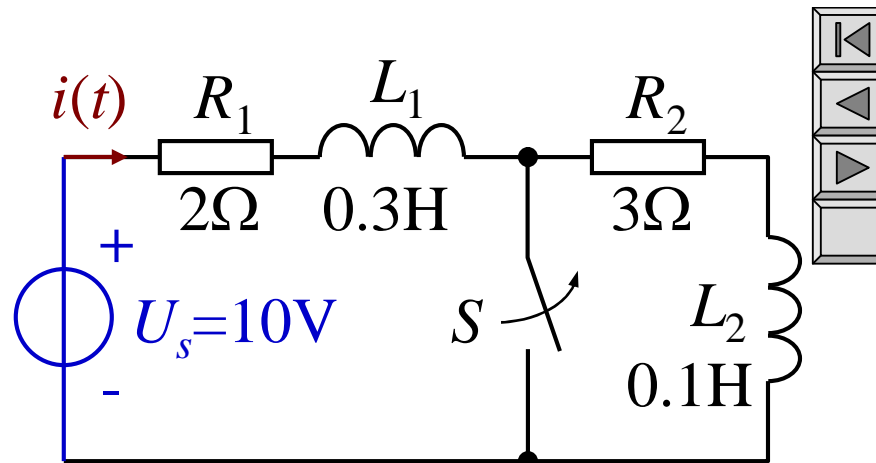 i(t)
R₁
L₁
R₂
2Ω
0.3H
3Ω
+
Uₛ=10V
S
L₂
-
0.1H